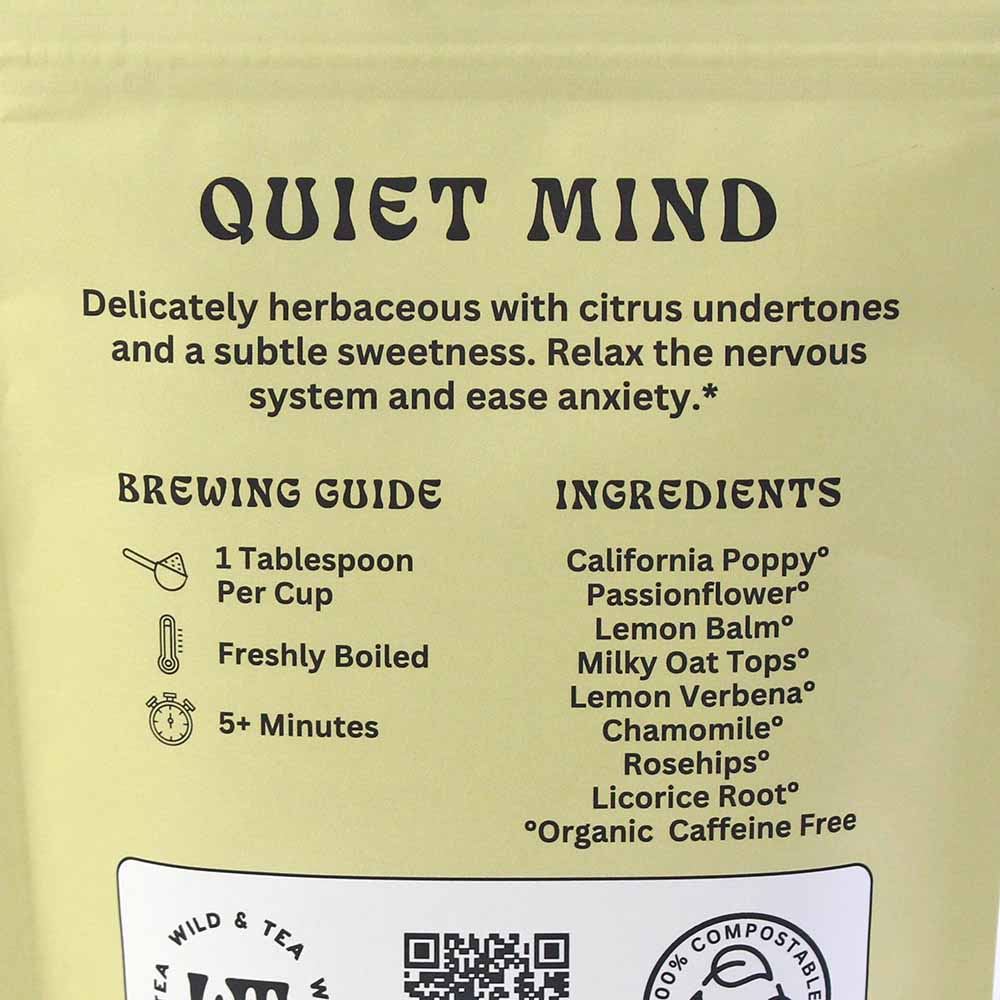 QUIET MIND
Delicately herbaceous with citrus undertones
and a subtle sweetness. Relax the nervous
system and ease anxiety.*
BREWING GUIDE
1 Tablespoon
Per Cup
Freshly Boiled
5+ Minutes
INGREDIENTS
California Poppy°
Passionflower°
Lemon Balm°
Milky Oat Tops°
Lemon Verbena°
Chamomile°
Rosehips°
Licorice Root°
°Organic Caffeine Free
TEA WILD & TEA W
100% COMPOSTABLE